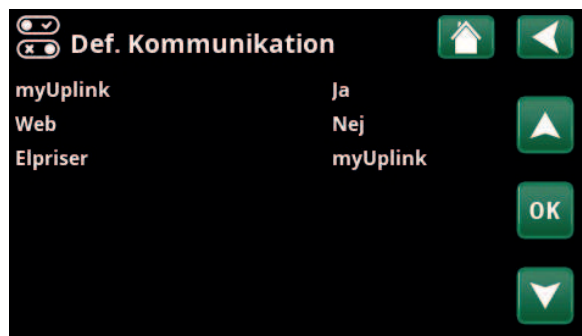 Def. Kommunikation
myUplink Ja
Web Nej
Elpriser myUplink
OK